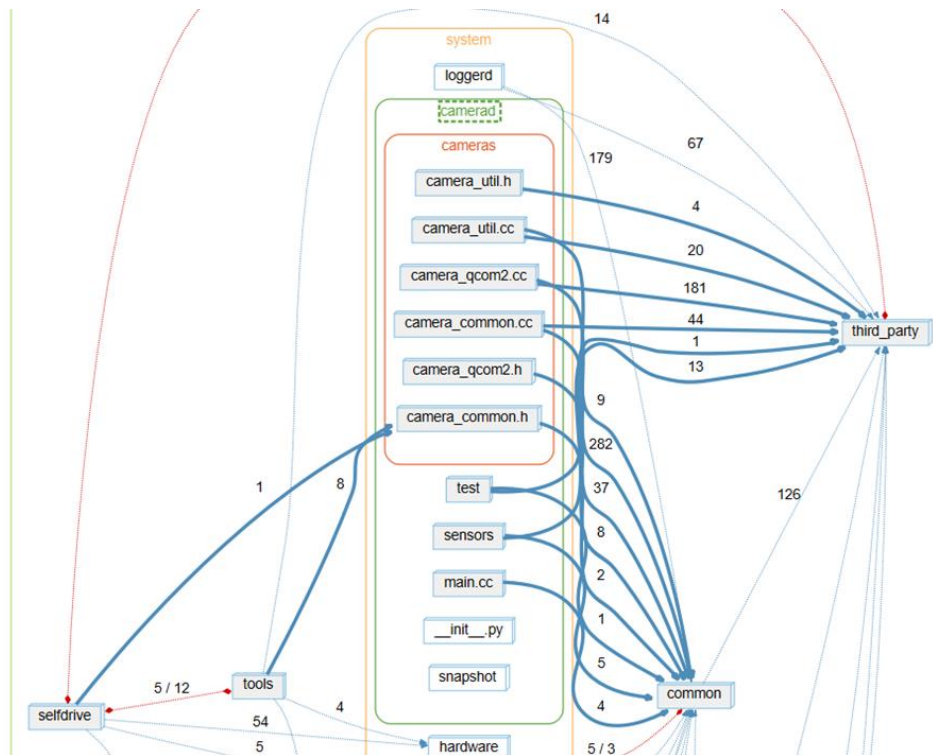 14
system
loggerd
camerad
cameras
67
179
camera_util.h
4
camera_util.cc
20
camera_qcom2.cc
181
camera_common.cc
44
third_party
1
camera_qcom2.h
13
9
camera_common.h
282
1
8
test
37
126
sensors
8
main.cc
2
__init__.py
1
snapshot
5
tools
5 / 12
4
common
4
selfdrive
54
5
hardware
5 / 3